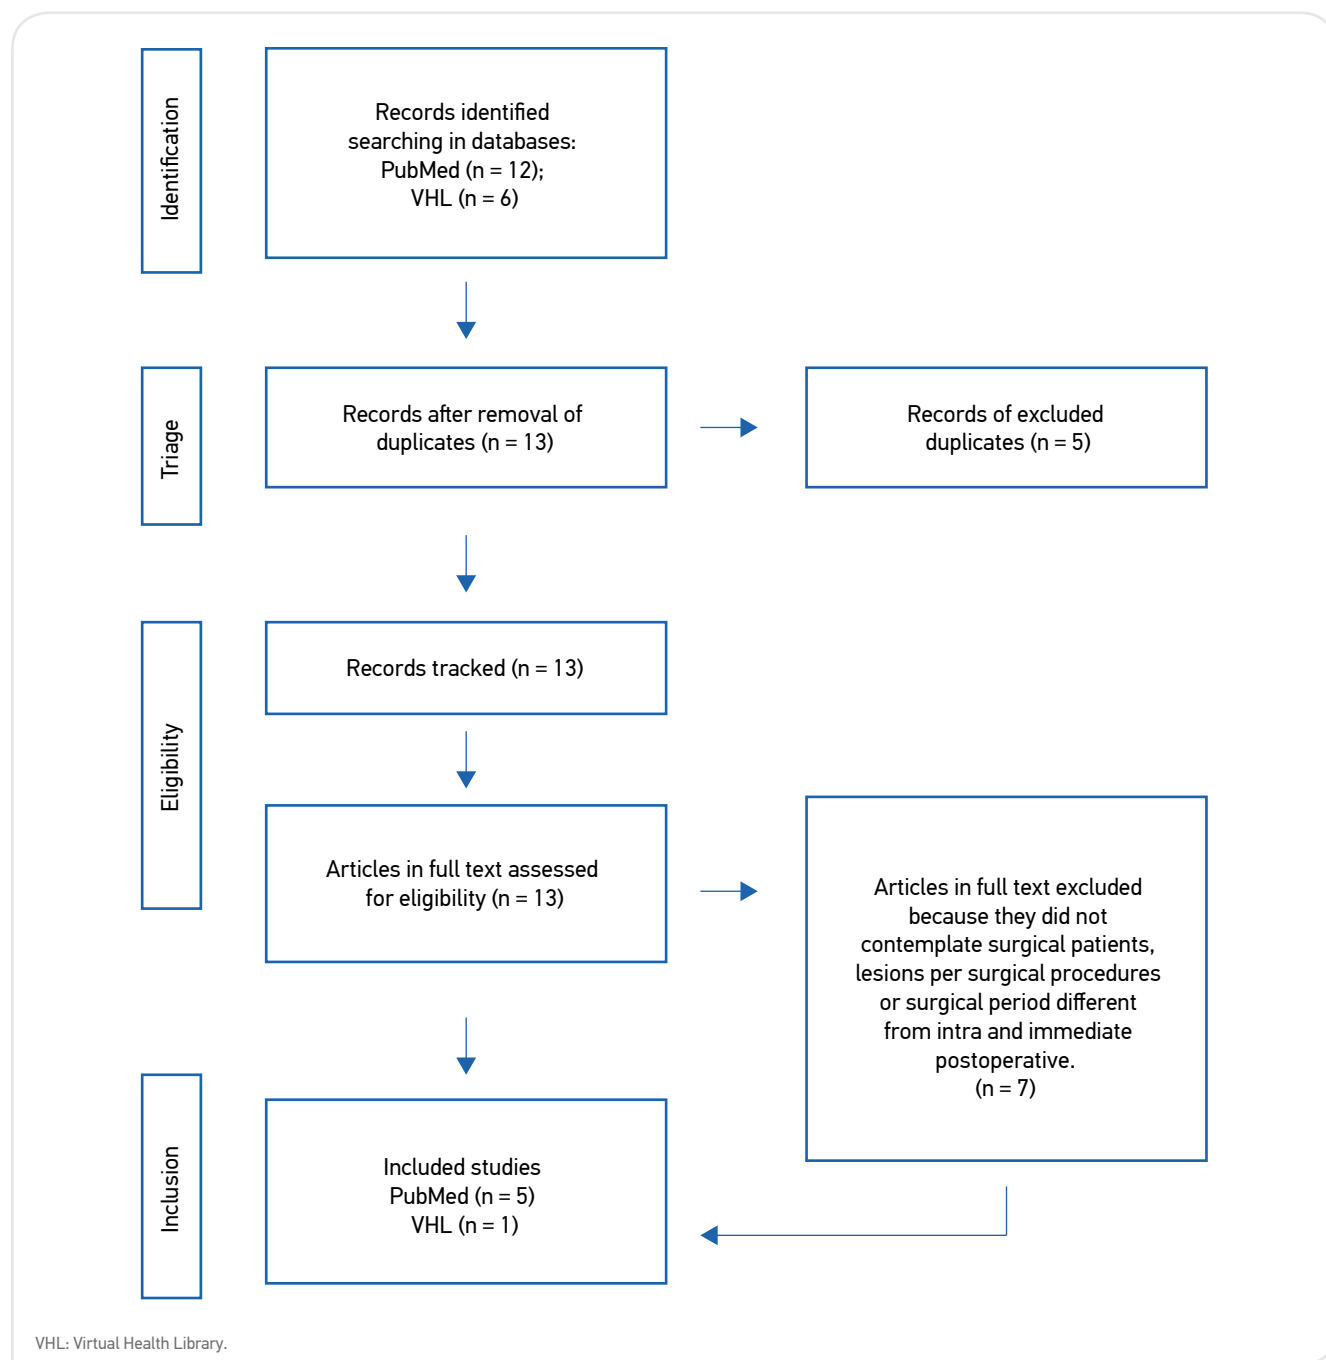 Identification
Records identified
searching in databases:
PubMed (n = 12);
VHL (n = 6)
Triage
Records after removal of
duplicates (n = 13)
Records of excluded
duplicates (n = 5)
Eligibility
Records tracked (n = 13)
Articles in full text assessed
for eligibility (n = 13)
Articles in full text excluded
because they did not
contemplate surgical patients,
lesions per surgical procedures
or surgical period different
from intra and immediate
postoperative.
(n = 7)
Inclusion
Included studies
PubMed (n = 5)
VHL (n = 1)
VHL: Virtual Health Library.